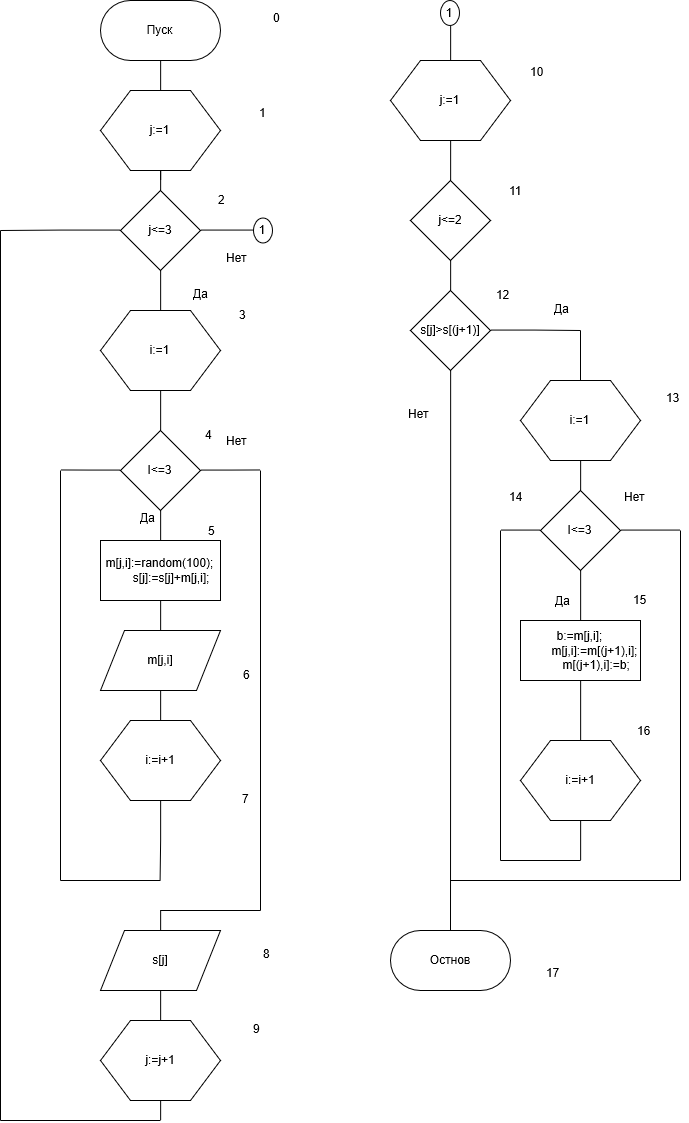 Пуск
0
j:=1
1
j<=3
2
1
Нет
Да
i:=1
3
I<=3
4
Нет
Да
5
m[j,i]:=random(100);
s[j]:=s[j]+m[j,i];
m[j,i]
6
i:=i+1
7
s[j]
8
j:=j+1
9
1
j:=1
10
j<=2
11
s[j]>s[(j+1)]
12
Да
Нет
i:=1
13
I<=3
14
Нет
Да
15
b:=m[j,i];
m[j,i]:=m[(j+1),i];
m[(j+1),i]:=b;
16
i:=i+1
Остнов
17